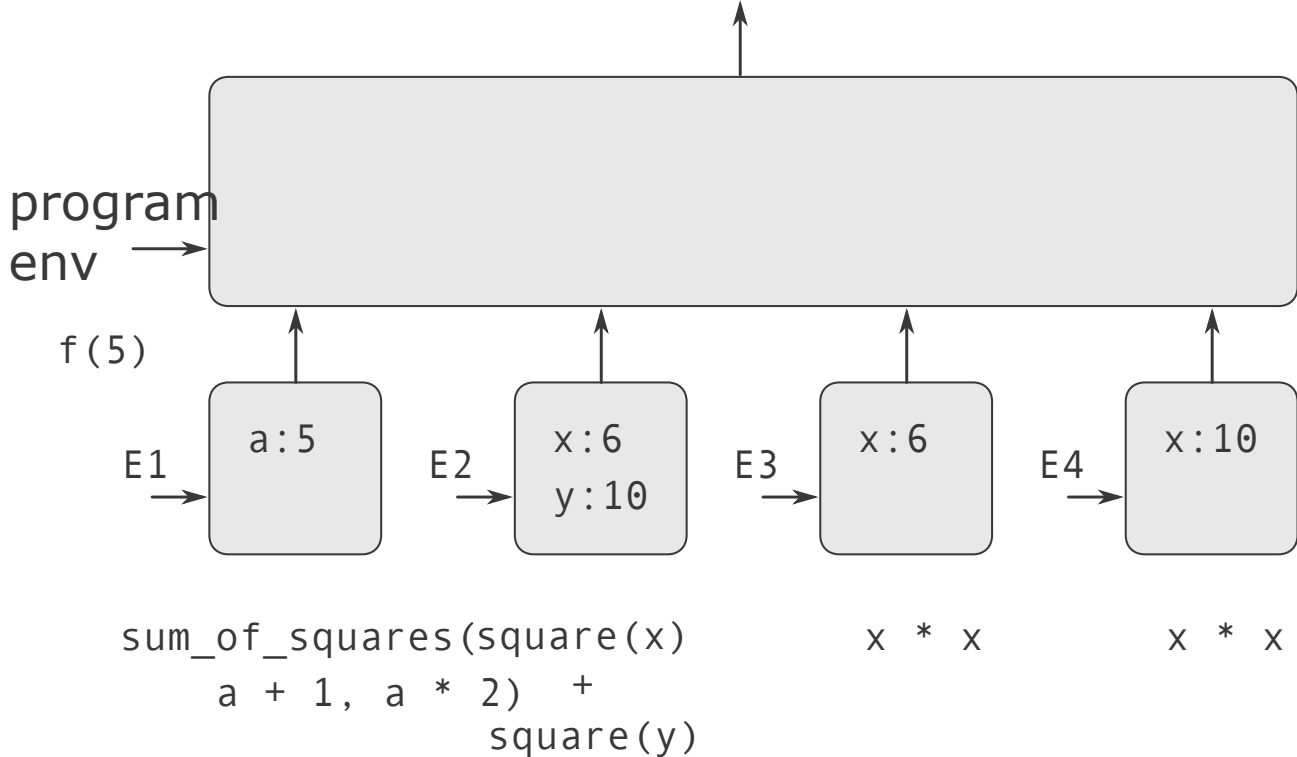 program
env
f(5)
E1
a:5
E2
x:6
y:10
E3
x:6
E4
x:10
sum_of_squares(
a + 1, a * 2)
square(x)
+
square(y)
x * x
x * x